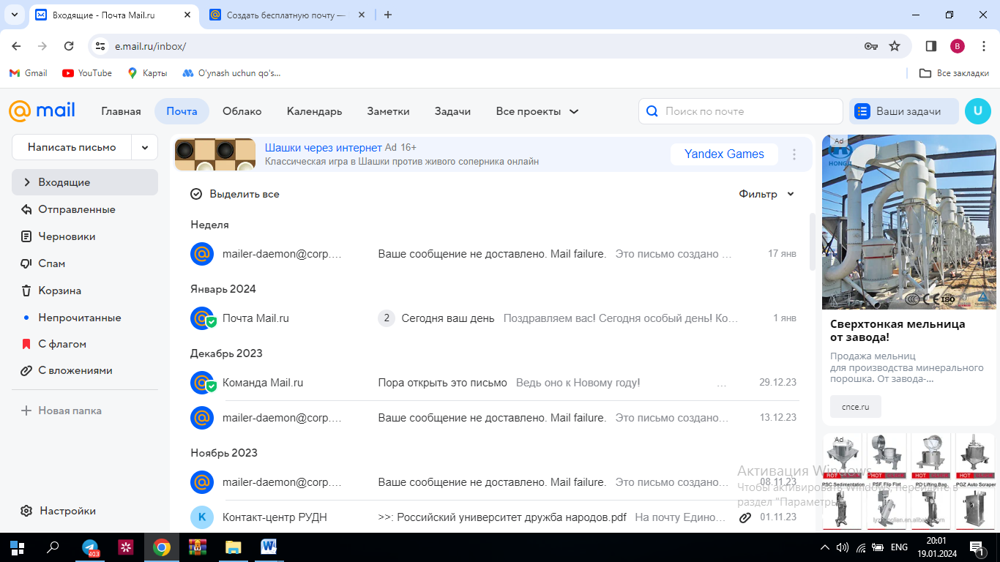 Входящие - Почта Mail.ru
Создать бесплатную почту —
e.mail.ru/inbox/
B
Gmail
YouTube
Карты
O'ynash uchun qo's...
Все закладки
@mail
Главная
Почта
Облако
Календарь
Заметки
Задачи
Все проекты
Поиск по почте
Ваши задачи
U
Написать письмо
Входящие
Отправленные
Черновики
Спам
Корзина
Непрочитанные
С флагом
С вложениями
Новая папка
Настройки
Шашки через интернет Ad 16+
Классическая игра в Шашки против живого соперника онлайн
Yandex Games
Выделить все
Фильтр
Неделя
mailer-daemon@corp.... Ваше сообщение не доставлено. Mail failure. Это письмо создано ... 17 янв
Январь 2024
Почта Mail.ru 2 Сегодня ваш день Поздравляем вас! Сегодня особый день! Ко... 1 янв
Декабрь 2023
Команда Mail.ru Пора открыть это письмо Ведь оно к Новому году! ... 29.12.23
mailer-daemon@corp.... Ваше сообщение не доставлено. Mail failure. Это письмо создано... 13.12.23
Ноябрь 2023
mailer-daemon@corp.... Ваше сообщение не доставлено. Mail failure. Это письмо создано... 08.11.23
K Контакт-центр РУДН >>: Российский университет дружба народов.pdf На почту Едино... 01.11.23
Ad
HONGJI
CE ISO
Сверхтонкая мельница
от завода!
Продажа мельниц
для производства минерального
порошка. От завода-...
cnce.ru
Ad
HOT HOT HOT HOT
PSC Sedimentation PSF Flip Flat PD Lifting Bag PGZ Auto Scraper
Активация Windows
Чтобы активировать Windows, перейдите в
раздел "Параметры
403
ENG
20:01
19.01.2024
1